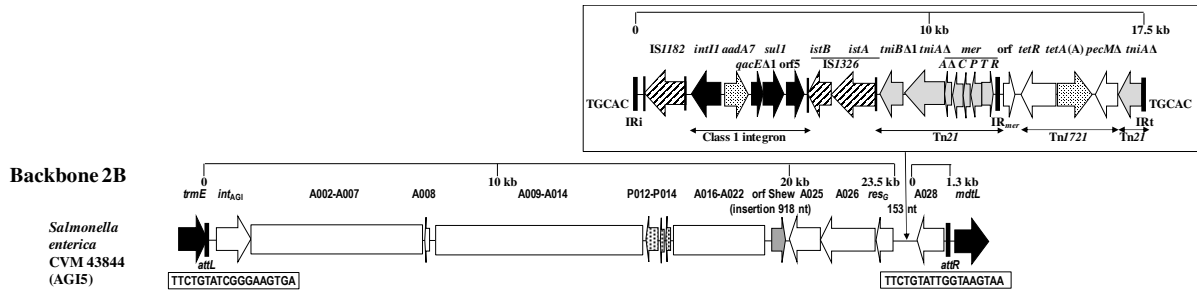 0 10 kb 17.5 kb
IS1182 intI1 aadA7 sul1 istB istA tniBΔ1 tniAΔ mer orf tetR tetA(A) pecMΔ tniAΔ
qacEΔ1 orf5 IS1326 AΔ C P T R
TGCAC TGCAC
IRi IRmer IRt
Class 1 integron Tn21 Tn1721 Tn21
Backbone 2B
0 10 kb 20 kb 23.5 kb 0 1.3 kb
trmE intAGI A002-A007 A008 A009-A014 P012-P014 A016-A022 orf Shew A025 A026 resG A028 mdtL
(insertion 918 nt) 153 nt
Salmonella
enterica
CVM 43844
(AGI5)
attL attR
TTCTGTATCGGGAAGTGA TTCTGTATTGGTAAGTAA